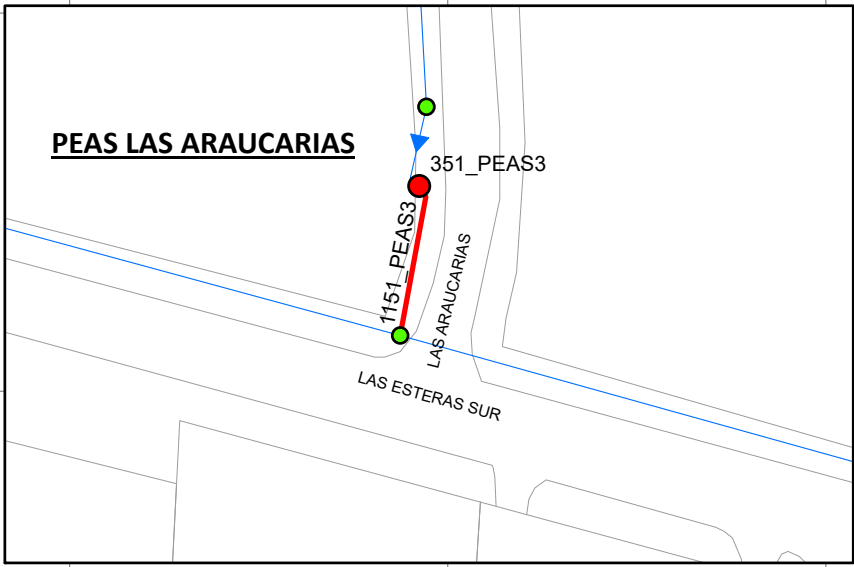 PEAS LAS ARAUCARIAS
351_PEAS3
1151_PEAS3
LAS ARAUCARIAS
LAS ESTERAS SUR